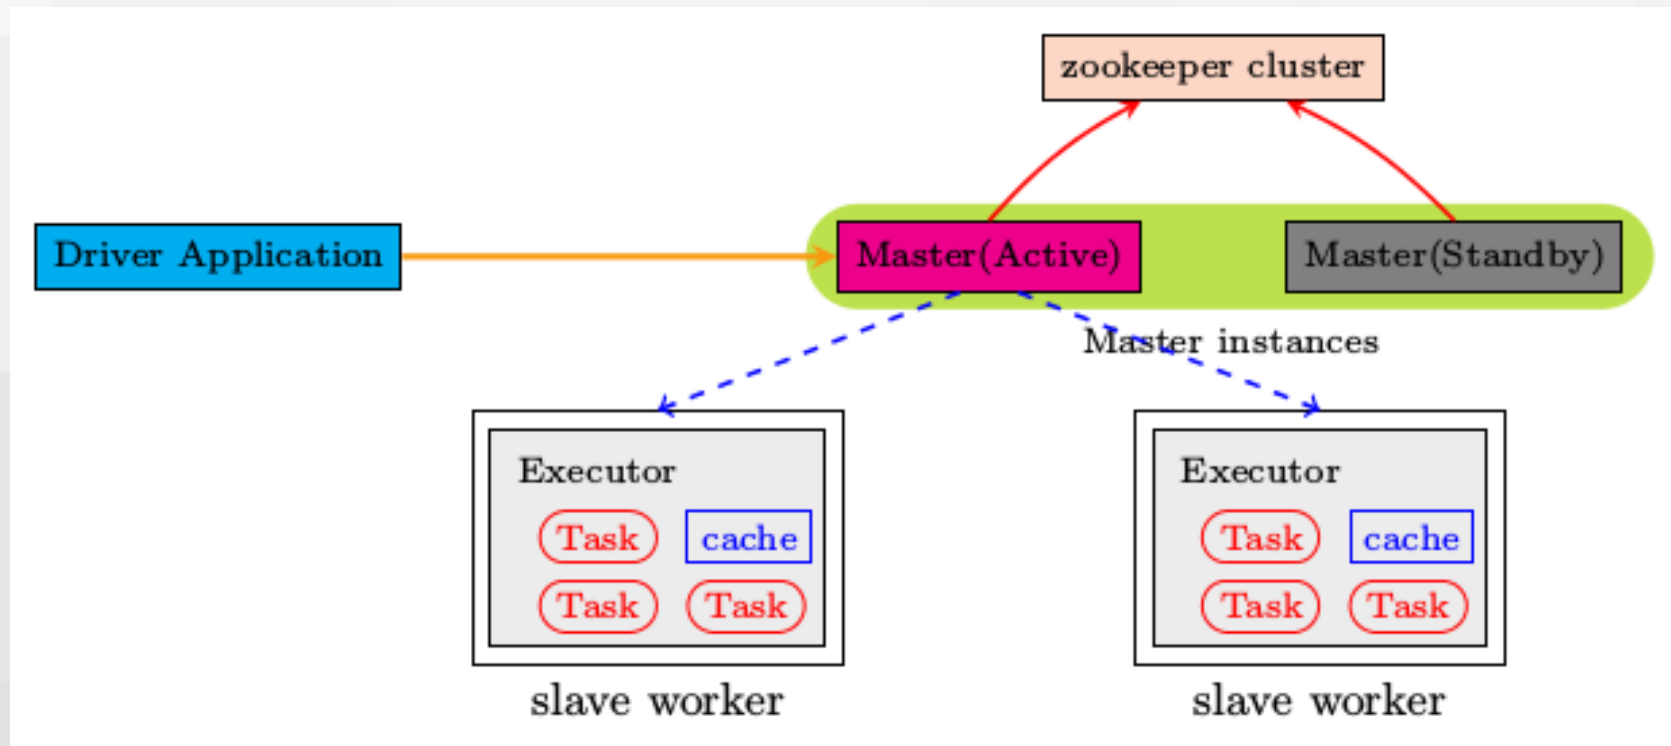 zookeeper cluster
Driver Application
Master(Active)
Master(Standby)
Master instances
Executor
Task
cache
Task
Task
slave worker
Executor
Task
cache
Task
Task
slave worker